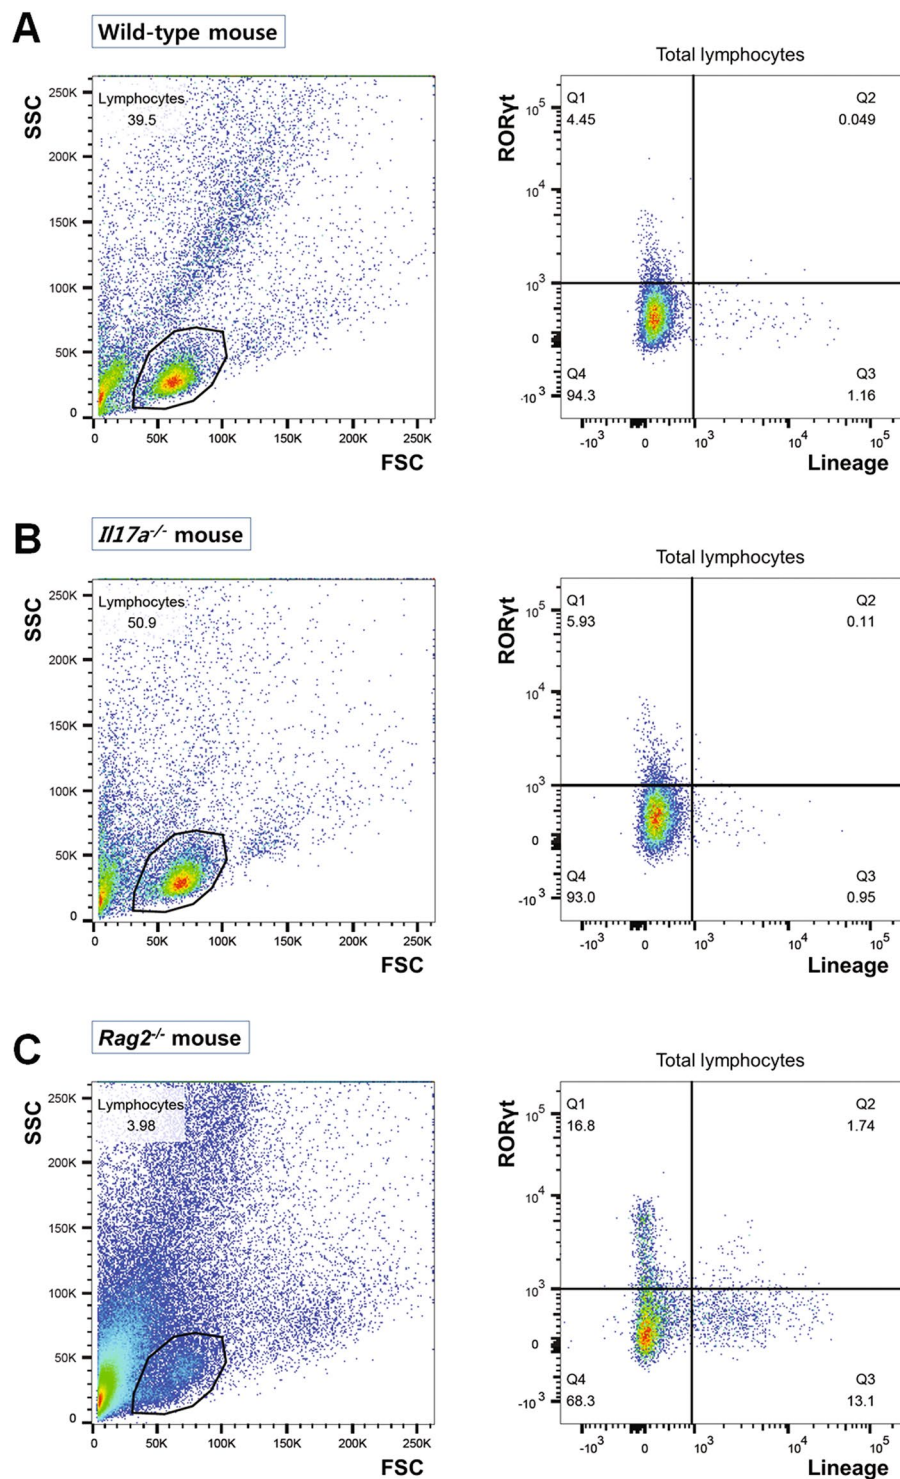 A
Wild-type mouse
Total lymphocytes
SSC
250K
200K
150K
100K
50K
0
Lymphocytes
39.5
0
50K
100K
150K
200K
250K
FSC
RORγt
10^5
10^4
10^3
0
-10^3
Q1
4.45
Q2
0.049
Q4
94.3
Q3
1.16
-10^3
0
10^3
10^4
10^5
Lineage
B
Il17a-/- mouse
Total lymphocytes
SSC
250K
200K
150K
100K
50K
0
Lymphocytes
50.9
0
50K
100K
150K
200K
250K
FSC
RORγt
10^5
10^4
10^3
0
-10^3
Q1
5.93
Q2
0.11
Q4
93.0
Q3
0.95
-10^3
0
10^3
10^4
10^5
Lineage
C
Rag2-/- mouse
Total lymphocytes
SSC
250K
200K
150K
100K
50K
0
Lymphocytes
3.98
0
50K
100K
150K
200K
250K
FSC
RORγt
10^5
10^4
10^3
0
-10^3
Q1
16.8
Q2
1.74
Q4
68.3
Q3
13.1
-10^3
0
10^3
10^4
10^5
Lineage